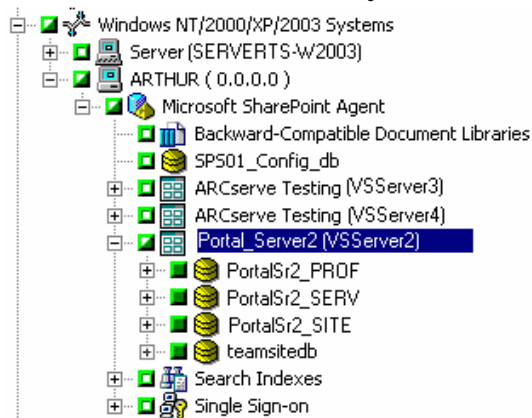 Windows NT/2000/XP/2003 Systems
Server (SERVERTS-W2003)
ARTHUR ( 0.0.0.0 )
Microsoft SharePoint Agent
Backward-Compatible Document Libraries
SPS01_Config_db
ARCserve Testing (VSServer3)
ARCserve Testing (VSServer4)
Portal_Server2 (VSServer2)
PortalSr2_PROF
PortalSr2_SERV
PortalSr2_SITE
teamsitedb
Search Indexes
Single Sign-on